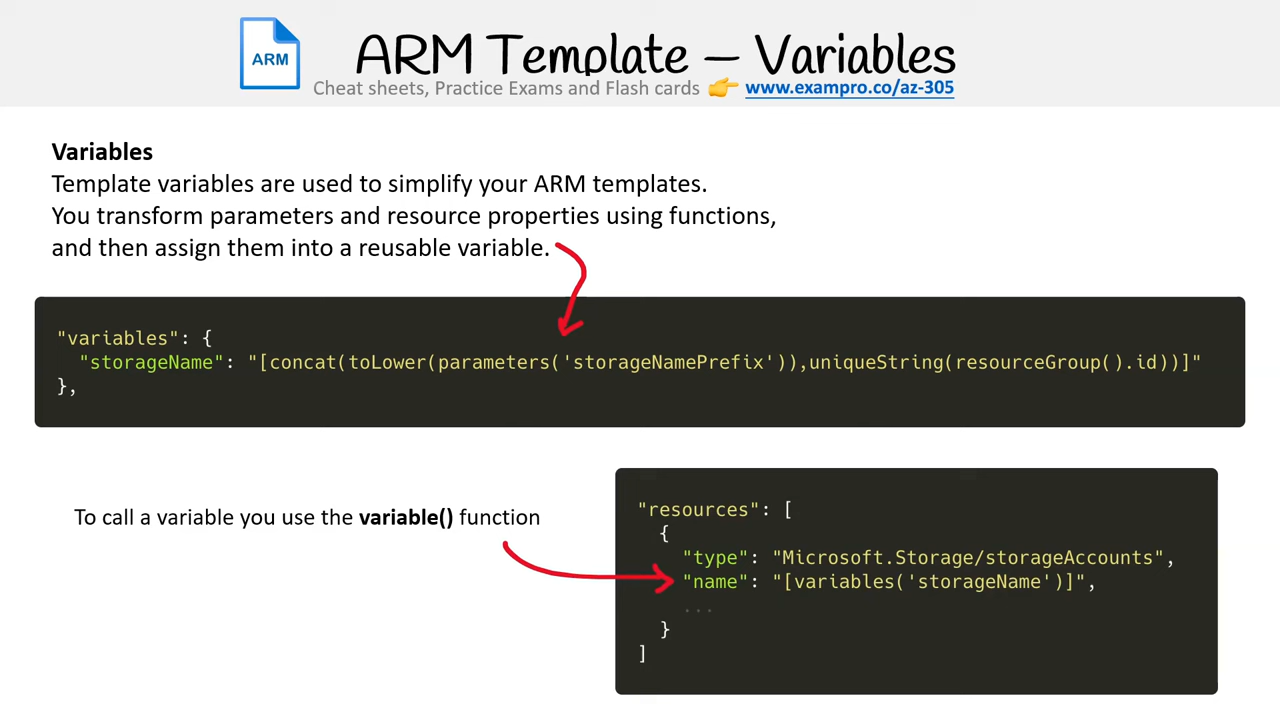 ARM
ARM Template – Variables
Cheat sheets, Practice Exams and Flash cards 👉 www.exampro.co/az-305
Variables
Template variables are used to simplify your ARM templates.
You transform parameters and resource properties using functions,
and then assign them into a reusable variable.
"variables": {
  "storageName": "[concat(toLower(parameters('storageNamePrefix')),uniqueString(resourceGroup().id))]"
},
To call a variable you use the variable() function
"resources": [
  {
    "type": "Microsoft.Storage/storageAccounts",
    "name": "[variables('storageName')]",
    ...
  }
]